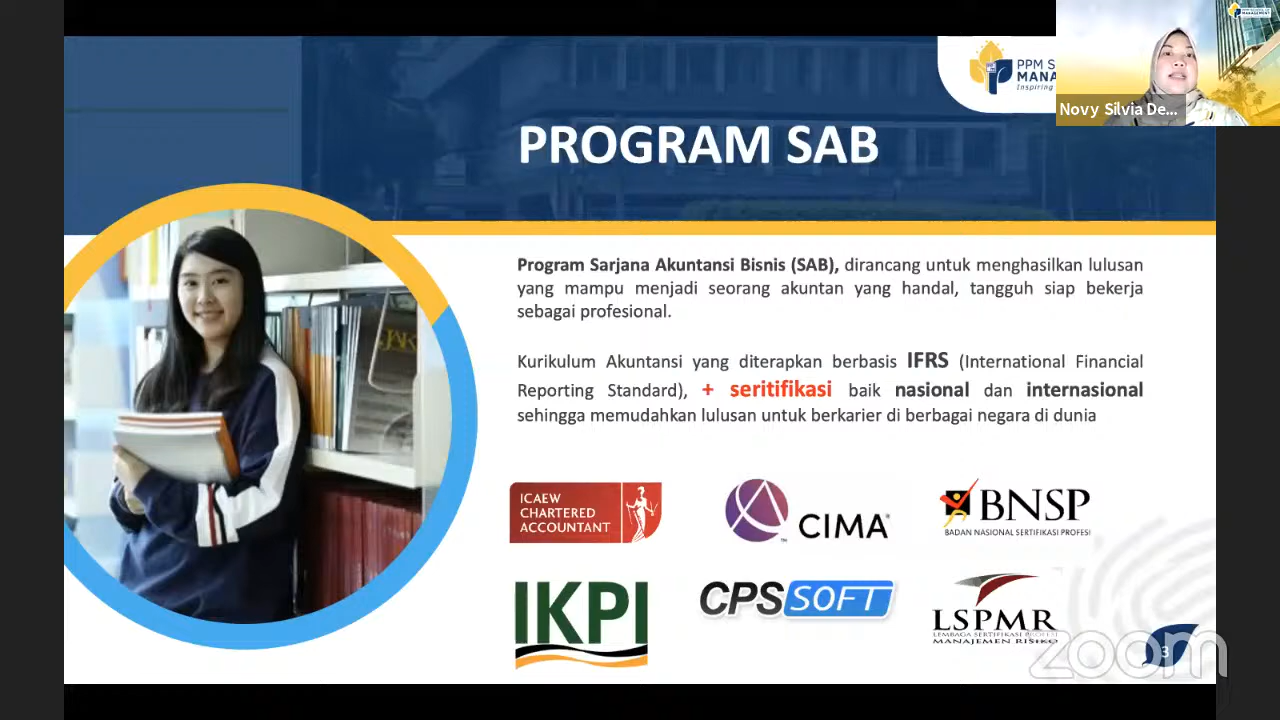 PPM S
MANA
Inspiring
MANAGEMENT
Novy Silvia De...
PROGRAM SAB
Program Sarjana Akuntansi Bisnis (SAB), dirancang untuk menghasilkan lulusan
yang mampu menjadi seorang akuntan yang handal, tangguh siap bekerja
sebagai profesional.
Kurikulum Akuntansi yang diterapkan berbasis IFRS (International Financial
Reporting Standard), + seritifikasi baik nasional dan internasional
sehingga memudahkan lulusan untuk berkarier di berbagai negara di dunia
ICAEW
CHARTERED
ACCOUNTANT
CIMA®
BNSP
BADAN NASIONAL SERTIFIKASI PROFESI
IKPI
CPSSOFT
LSPMR
LEMBAGA SERTIFIKASI PROFESI
MANAJEMEN RISIKO
3
zoom